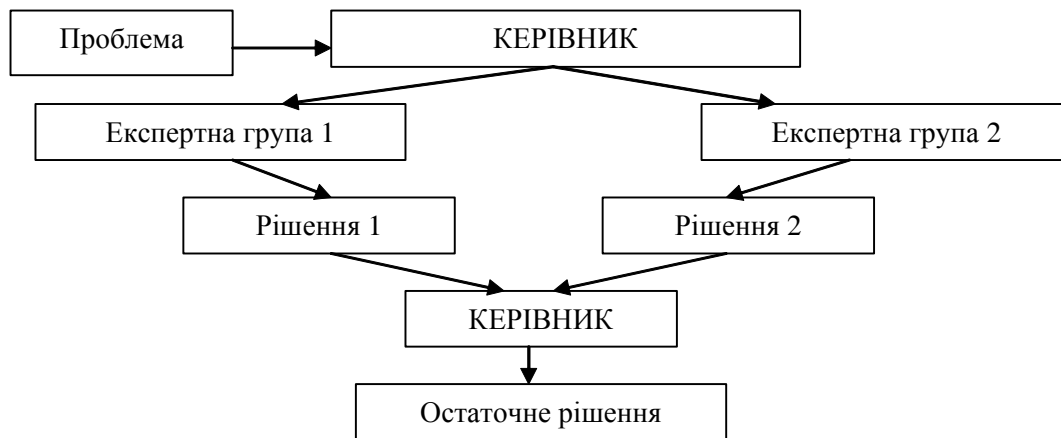 Проблема
КЕРІВНИК
Експертна група 1
Експертна група 2
Рішення 1
Рішення 2
КЕРІВНИК
Остаточне рішення